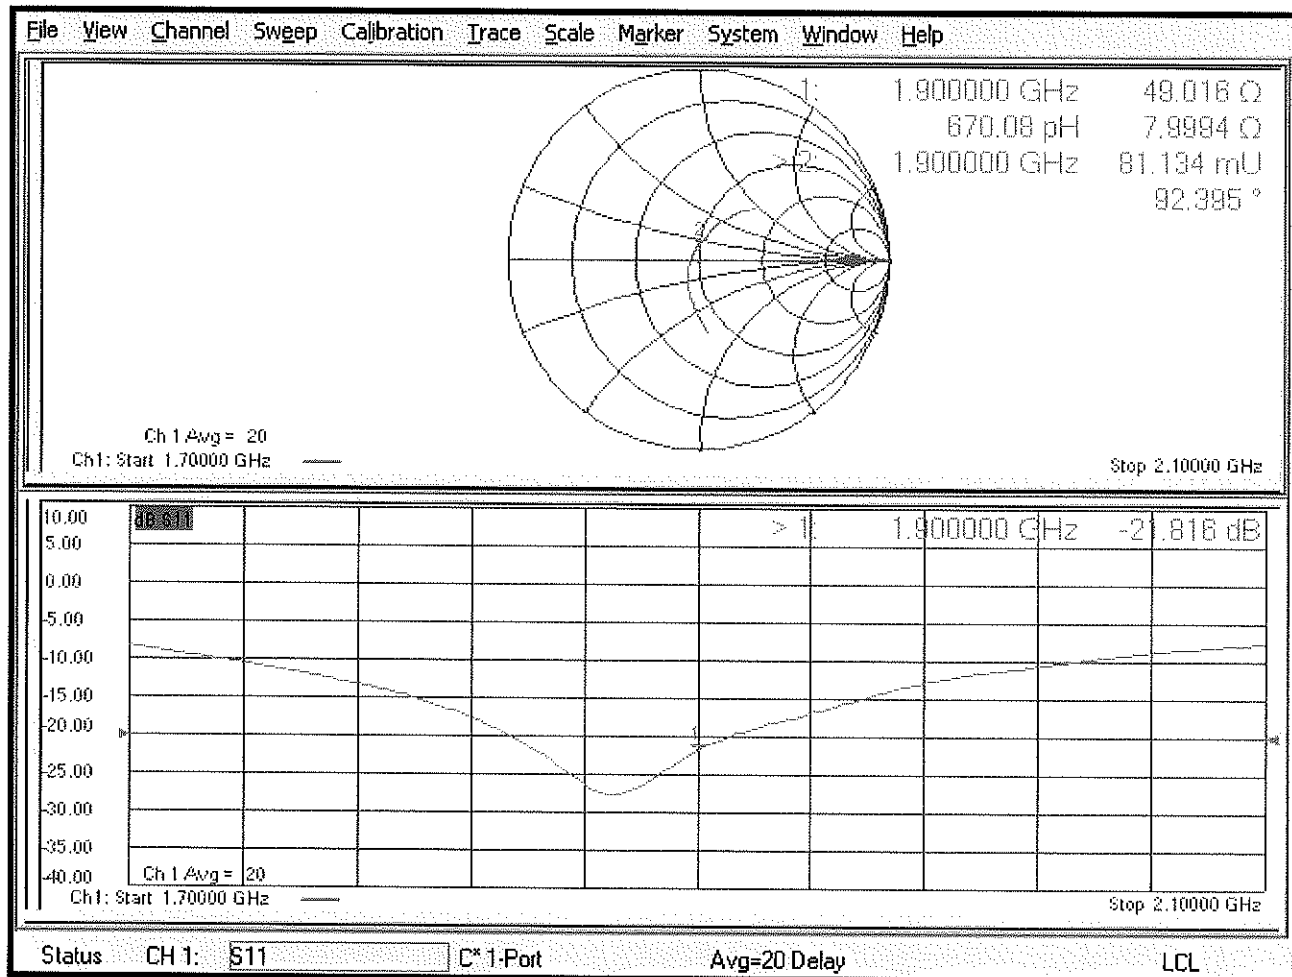 File View Channel Sweep Calibration Trace Scale Marker System Window Help
1: 1.900000 GHz 49.016 Ω
670.08 pH 7.9994 Ω
> 2: 1.900000 GHz 81.134 mU
92.395 °
2
Ch 1 Avg = 20
Ch1: Start 1.70000 GHz
Stop 2.10000 GHz
10.00
dB S11
> 1: 1.900000 GHz -21.816 dB
5.00
0.00
-5.00
-10.00
-15.00
-20.00
1
-25.00
-30.00
-35.00
-40.00
Ch 1 Avg = 20
Ch1: Start 1.70000 GHz
Stop 2.10000 GHz
Status CH 1: S11 C* 1-Port Avg=20 Delay LCL